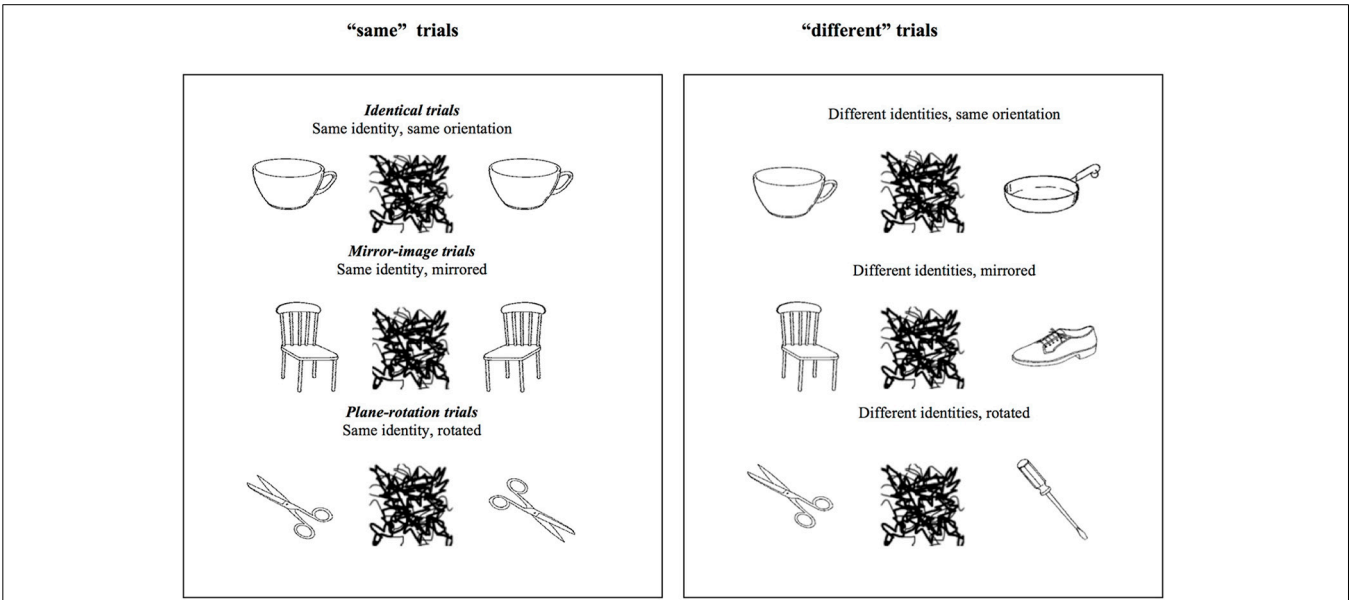 “same” trials
Identical trials
Same identity, same orientation
Mirror-image trials
Same identity, mirrored
Plane-rotation trials
Same identity, rotated
“different” trials
Different identities, same orientation
Different identities, mirrored
Different identities, rotated